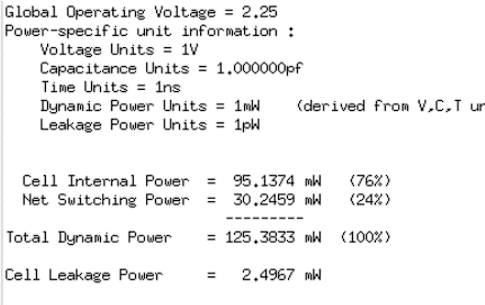 Global Operating Voltage = 2.25
Power-specific unit information :
Voltage Units = 1V
Capacitance Units = 1.000000pf
Time Units = 1ns
Dynamic Power Units = 1mW (derived from V,C,T ur
Leakage Power Units = 1pW
Cell Internal Power = 95.1374 mW (76%)
Net Switching Power = 30.2459 mW (24%)
---------
Total Dynamic Power = 125.3833 mW (100%)
Cell Leakage Power = 2.4967 mW